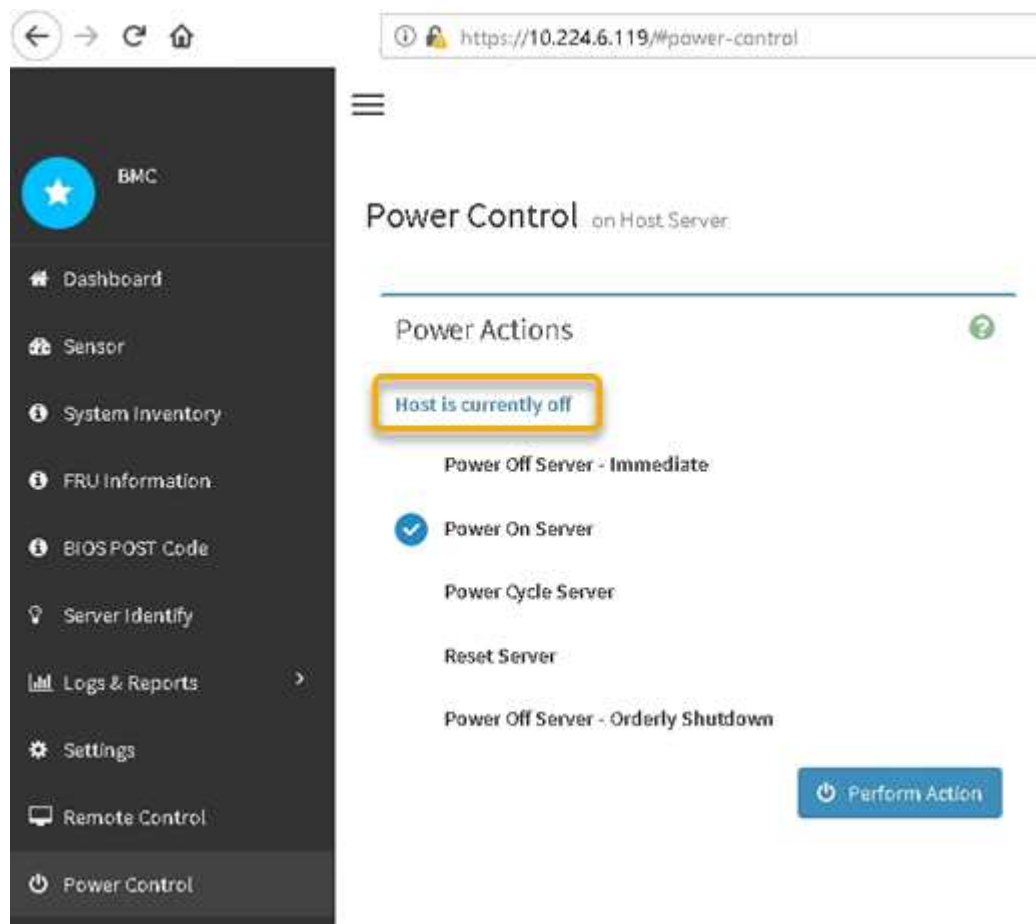 https://10.224.6.119/#power-control
BMC
Dashboard
Sensor
System Inventory
FRU Information
BIOS POST Code
Server Identify
Logs & Reports
Settings
Remote Control
Power Control
Power Control on Host Server
Power Actions
Host is currently off
Power Off Server - Immediate
Power On Server
Power Cycle Server
Reset Server
Power Off Server - Orderly Shutdown
Perform Action